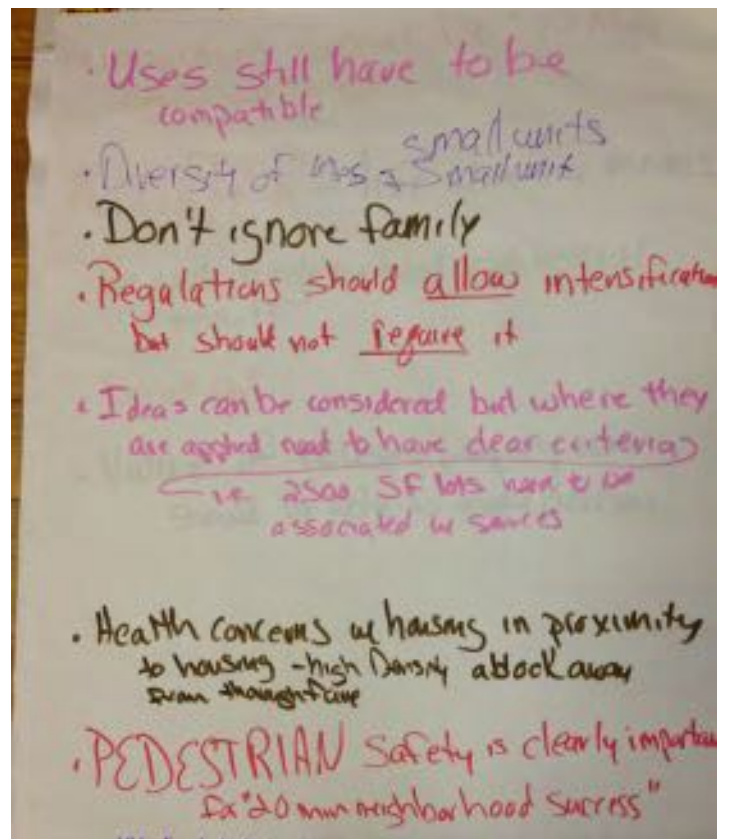 · Uses still have to be
compatible
small units
· Diversity of uses & small unit
· Don't ignore family
· Regulations should allow intensification
but should not require it
· Ideas can be considered but where they
are applied need to have clear criteria
i.e. 2500 SF lots need to be
associated w services
· Health concerns w housing in proximity
to housing - high Density a block away
from thoroughfare
· PEDESTRIAN Safety is clearly important
for "20 min neighborhood success"